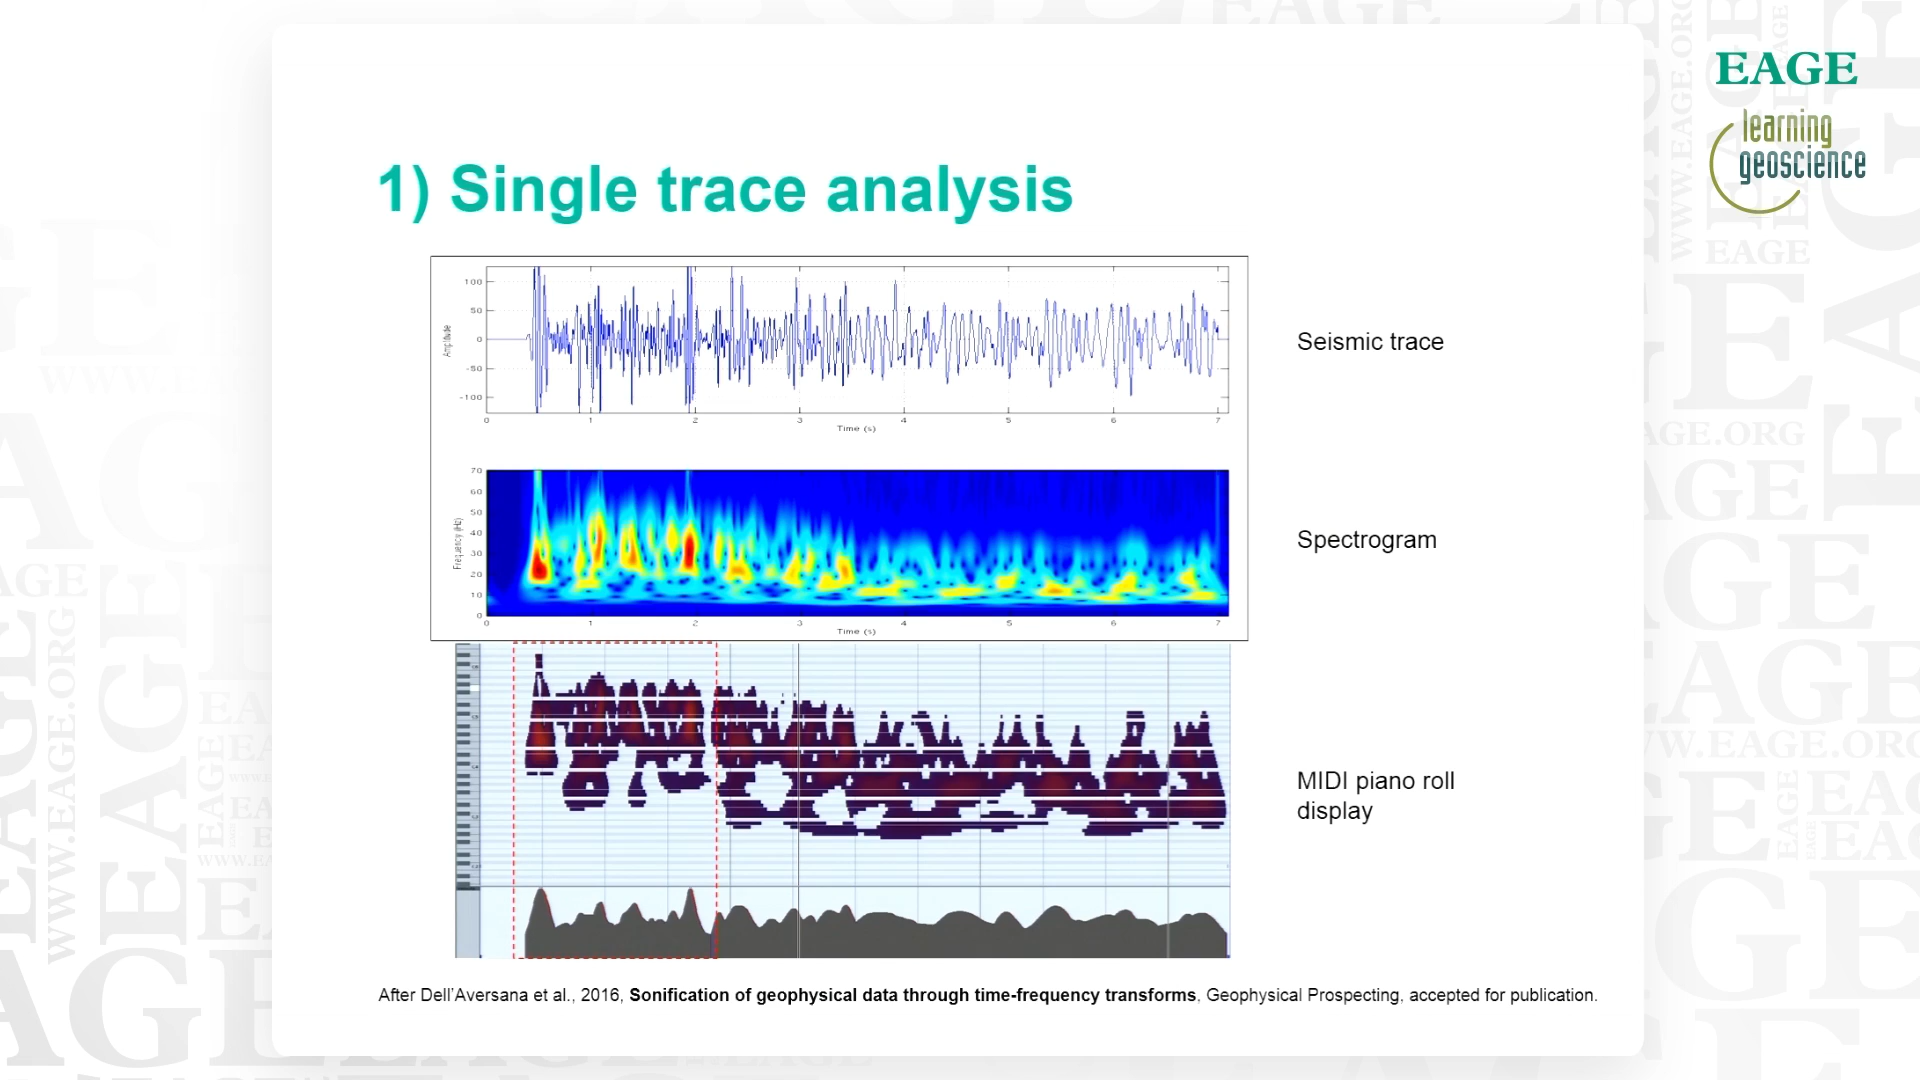 EAGE
learning
geoscience
1) Single trace analysis
100
50
0
-50
-100
Amplitude
0 1 2 3 4 5 6 7
Time (s)
Seismic trace
70
60
50
40
30
20
10
0
Frequency (Hz)
0 1 2 3 4 5 6 7
Time (s)
Spectrogram
MIDI piano roll
display
After Dell'Aversana et al., 2016, Sonification of geophysical data through time-frequency transforms, Geophysical Prospecting, accepted for publication.